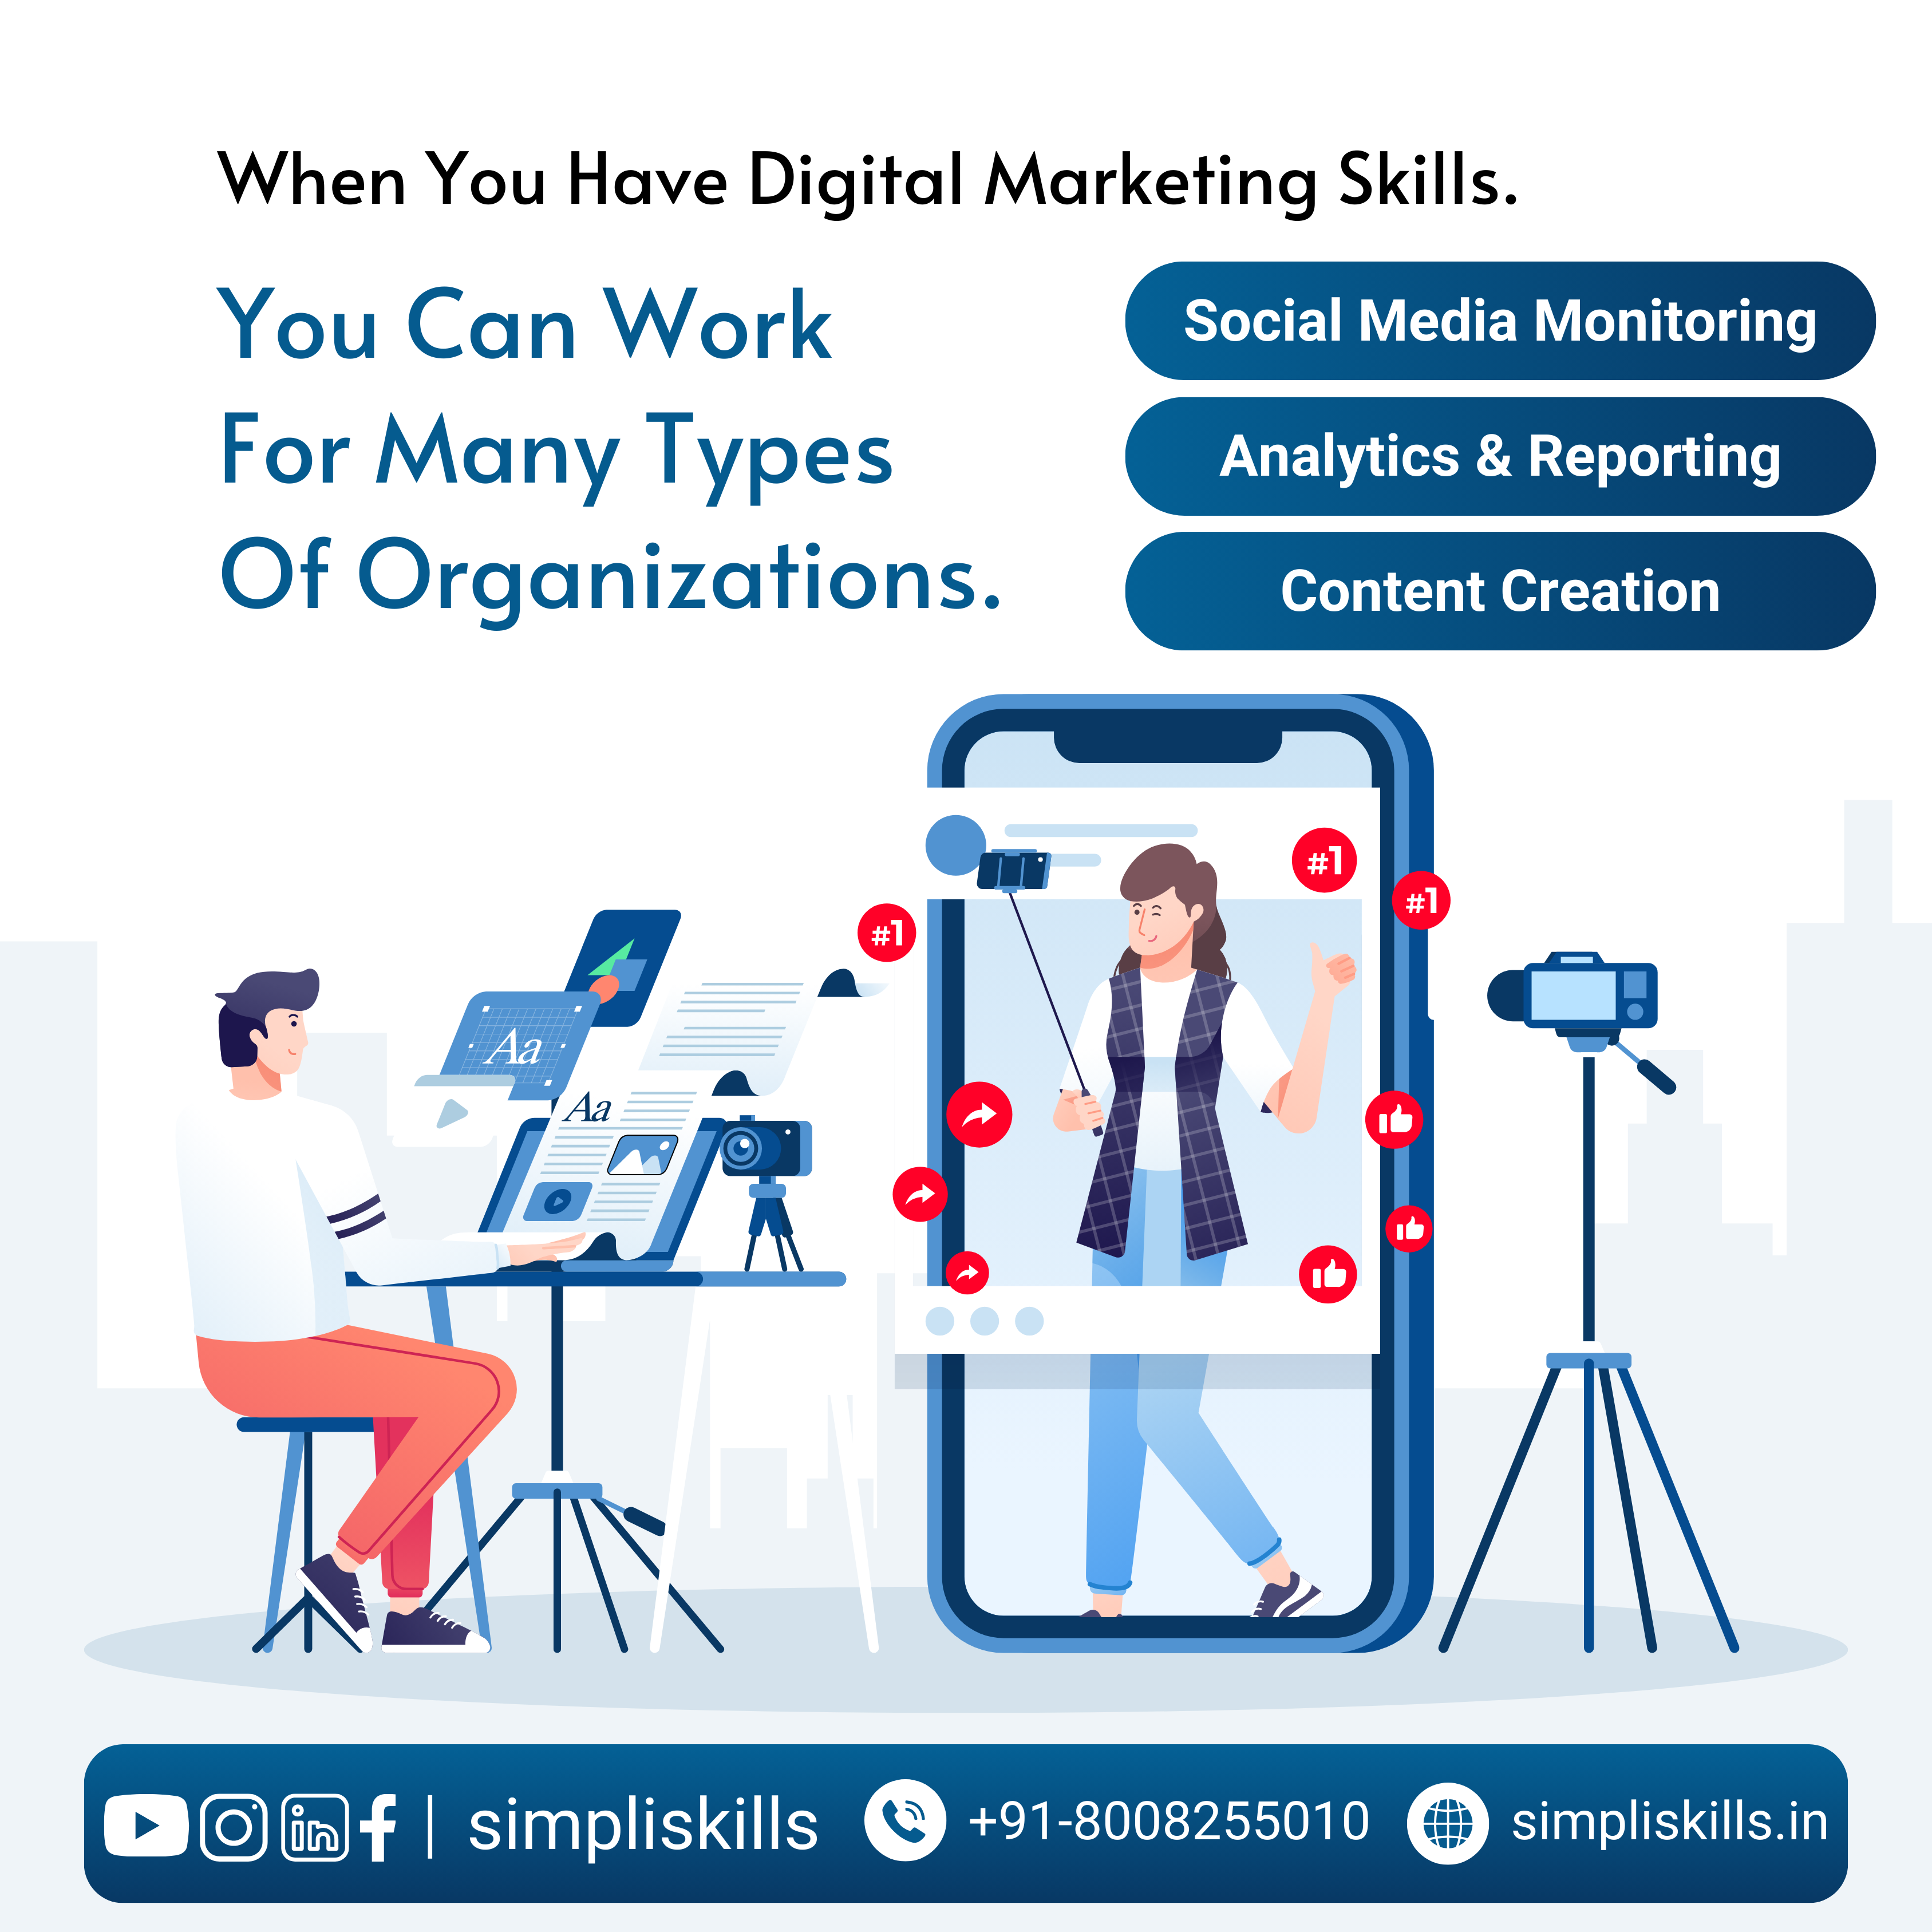 When You Have Digital Marketing Skills.
You Can Work
For Many Types
Of Organizations.
Social Media Monitoring
Analytics & Reporting
Content Creation
#1
#1
#1
Aa
Aa
in
simpliskills
+91-8008255010
simpliskills.in